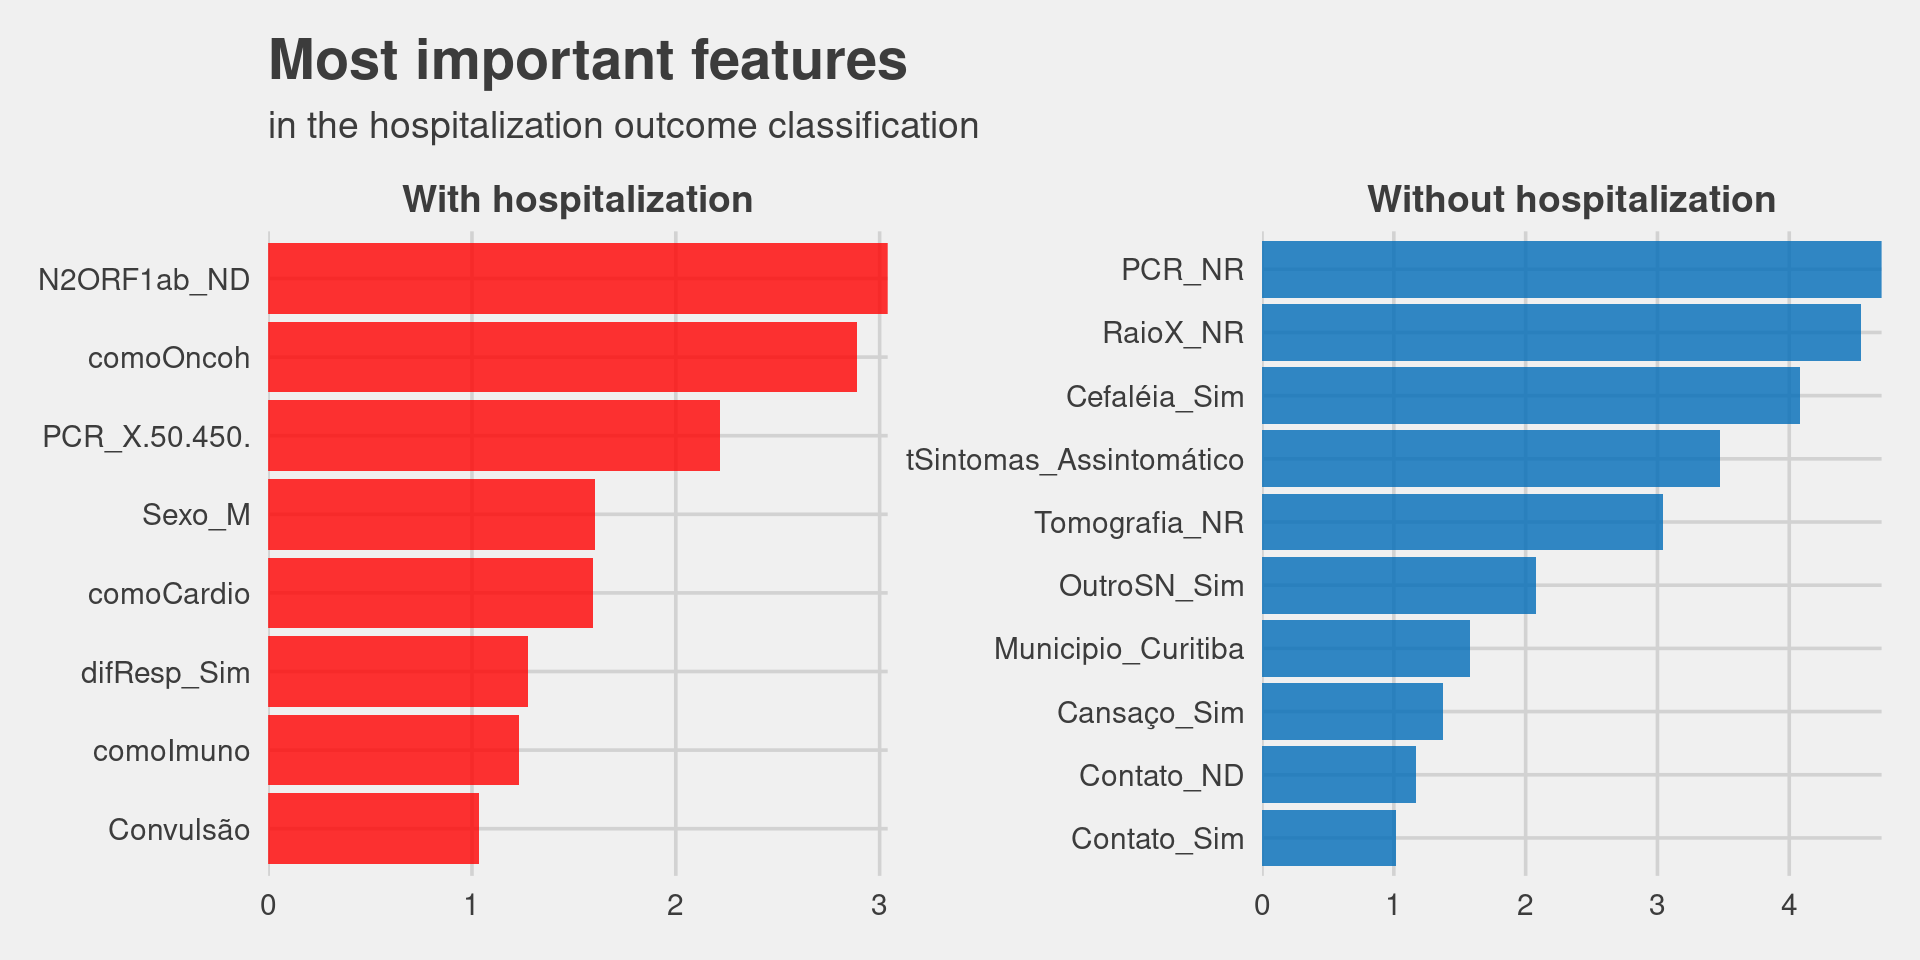 Most important features
in the hospitalization outcome classification
With hospitalization
N2ORF1ab_ND
comoOncoh
PCR_X.50.450.
Sexo_M
comoCardio
difResp_Sim
comoImuno
Convulsão
0 1 2 3
Without hospitalization
PCR_NR
RaioX_NR
Cefaléia_Sim
tSintomas_Assintomático
Tomografia_NR
OutroSN_Sim
Municipio_Curitiba
Cansaço_Sim
Contato_ND
Contato_Sim
0 1 2 3 4